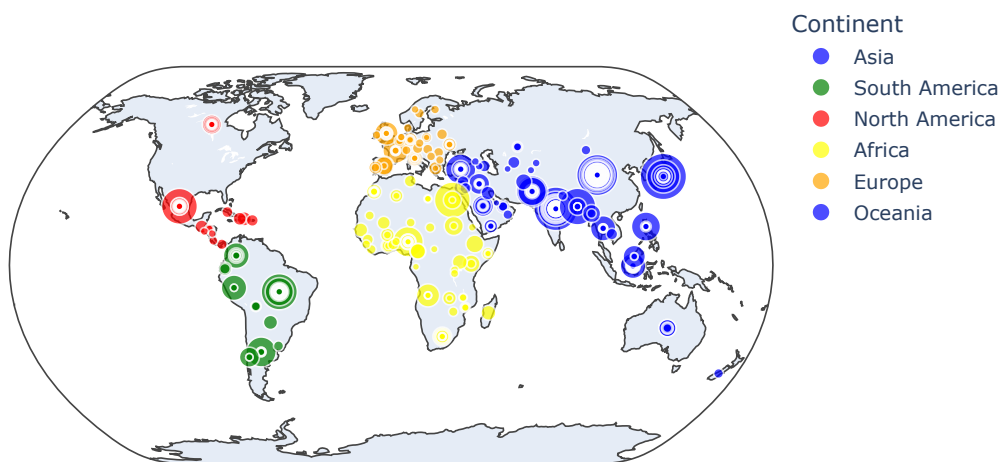 Continent
Asia
South America
North America
Africa
Europe
Oceania